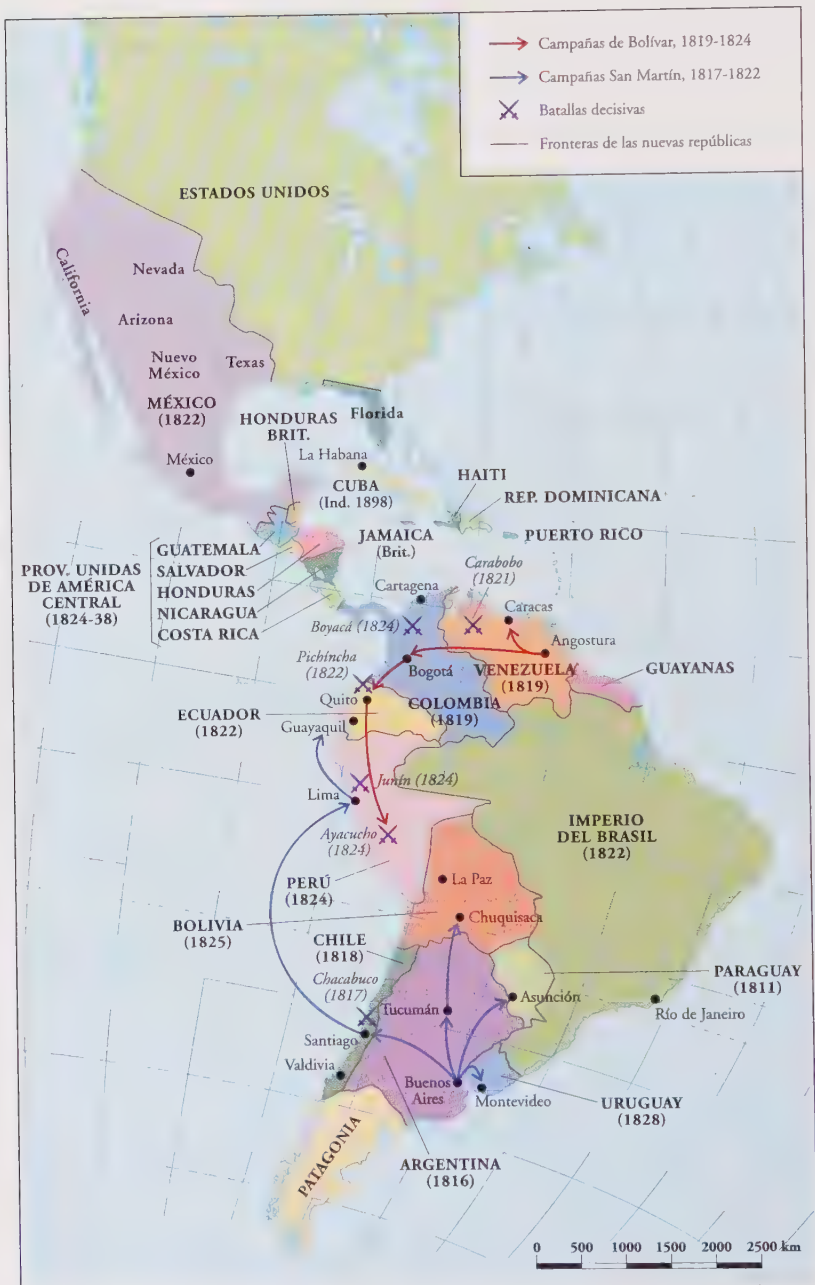 Campañas de Bolívar, 1819-1824
Campañas San Martín, 1817-1822
Batallas decisivas
Fronteras de las nuevas repúblicas
ESTADOS UNIDOS
California
Nevada
Arizona
Nuevo
México
Texas
MÉXICO
(1822)
México
HONDURAS
BRIT.
Florida
La Habana
CUBA
(Ind. 1898)
HAITI
REP. DOMINICANA
JAMAICA
(Brit.)
PUERTO RICO
PROV. UNIDAS
DE AMÉRICA
CENTRAL
(1824-38)
GUATEMALA
SALVADOR
HONDURAS
NICARAGUA
COSTA RICA
Cartagena
Carabobo
(1821)
Caracas
Boyacá (1824)
Angostura
Pichíncha
(1822)
Bogotá
VENEZUELA
(1819)
GUAYANAS
Quito
COLOMBIA
(1819)
ECUADOR
(1822)
Guayaquil
Junín (1824)
Lima
Ayacucho
(1824)
IMPERIO
DEL BRASIL
(1822)
PERÚ
(1824)
La Paz
BOLIVIA
(1825)
Chuquisaca
CHILE
(1818)
Chacabuco
(1817)
PARAGUAY
(1811)
Tucumán
Asunción
Río de Janeiro
Santiago
Valdivia
Buenos
Aires
Montevideo
URUGUAY
(1828)
PATAGONIA
ARGENTINA
(1816)
0 500 1000 1500 2000 2500 km